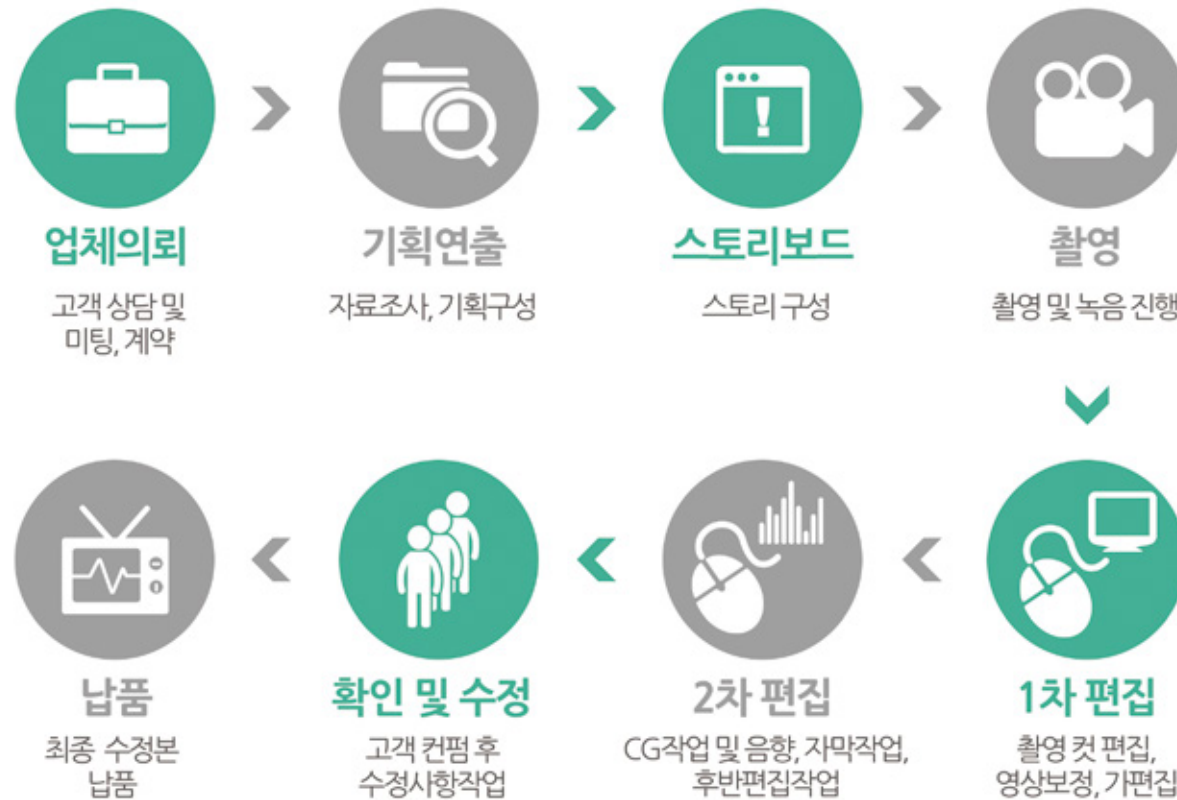 업체의뢰
고객 상담 및
미팅, 계약
기획연출
자료조사, 기획구성
스토리보드
스토리 구성
촬영
촬영 및 녹음 진행
1차 편집
촬영 컷 편집,
영상보정, 가편집
2차 편집
CG작업 및 음향, 자막작업,
후반편집작업
확인 및 수정
고객 컨펌 후
수정사항작업
납품
최종 수정본
납품